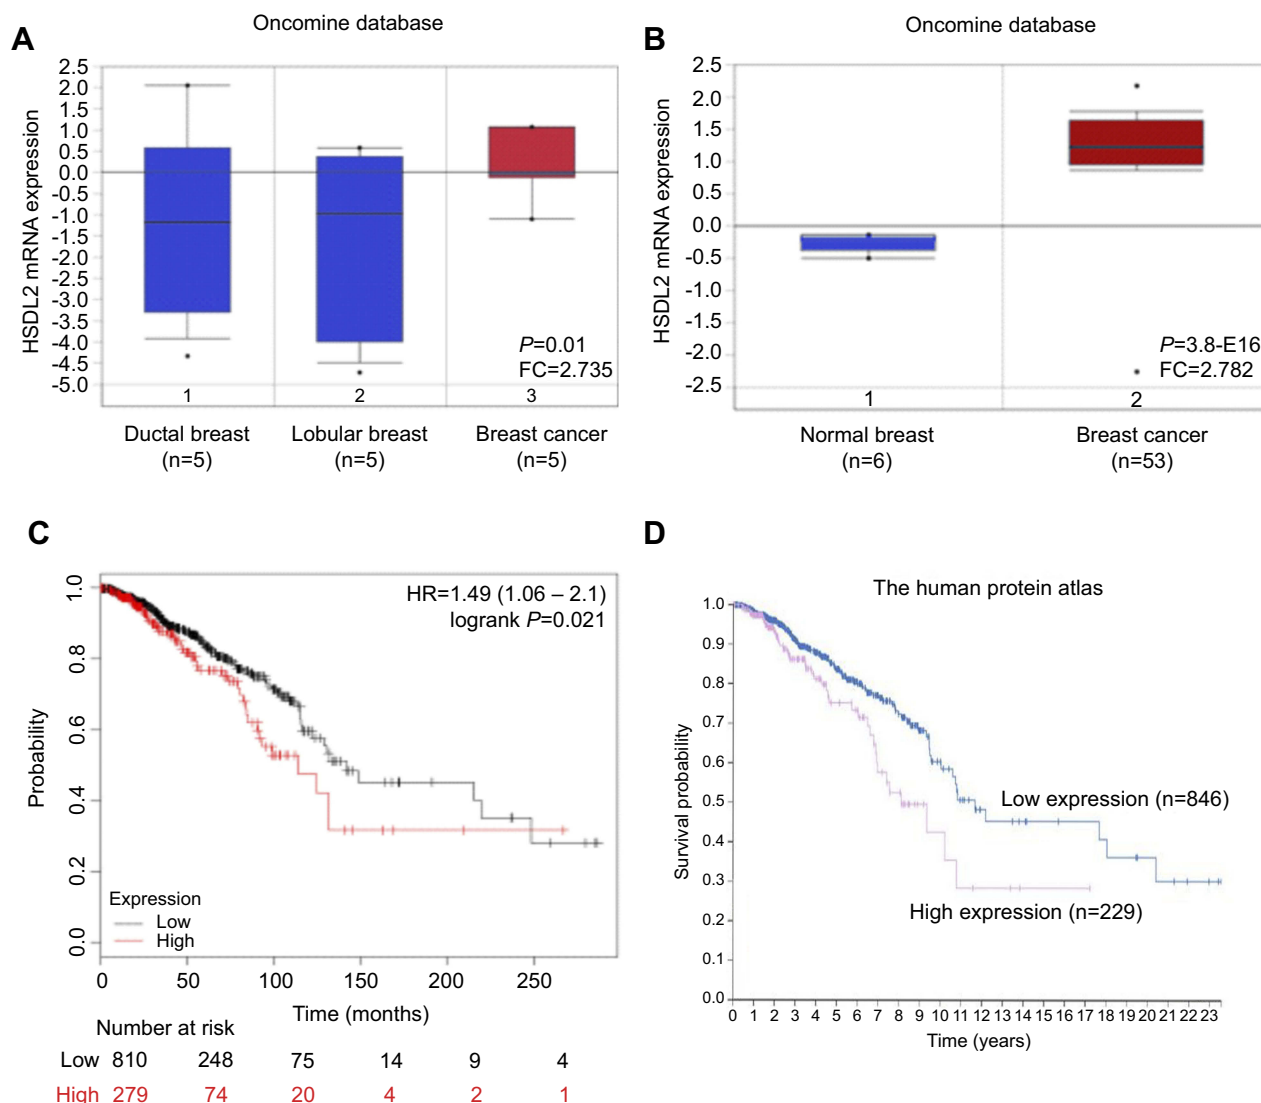 A
Oncomine database
HSDL2 mRNA expression
2.5
2.0
1.5
1.0
0.5
0.0
-0.5
-1.0
-1.5
-2.0
-2.5
-3.0
-3.5
-4.0
-4.5
-5.0
P=0.01
FC=2.735
1 2 3
Ductal breast Lobular breast Breast cancer
(n=5) (n=5) (n=5)
B
Oncomine database
HSDL2 mRNA expression
2.5
2.0
1.5
1.0
0.5
0.0
-0.5
-1.0
-1.5
-2.0
-2.5
P=3.8-E16
FC=2.782
1 2
Normal breast Breast cancer
(n=6) (n=53)
C
Probability
1.0
0.8
0.6
0.4
0.2
0.0
HR=1.49 (1.06 – 2.1)
logrank P=0.021
Expression
Low
High
0 50 100 150 200 250
Time (months)
Number at risk
Low 810 248 75 14 9 4
High 279 74 20 4 2 1
D
The human protein atlas
Survival probability
1.0
0.9
0.8
0.7
0.6
0.5
0.4
0.3
0.2
0.1
0.0
Low expression (n=846)
High expression (n=229)
0 1 2 3 4 5 6 7 8 9 10 11 12 13 14 15 16 17 18 19 20 21 22 23
Time (years)